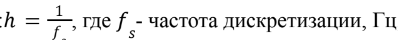 :h = 1/f_s, где f_s- частота дискретизации, Гц